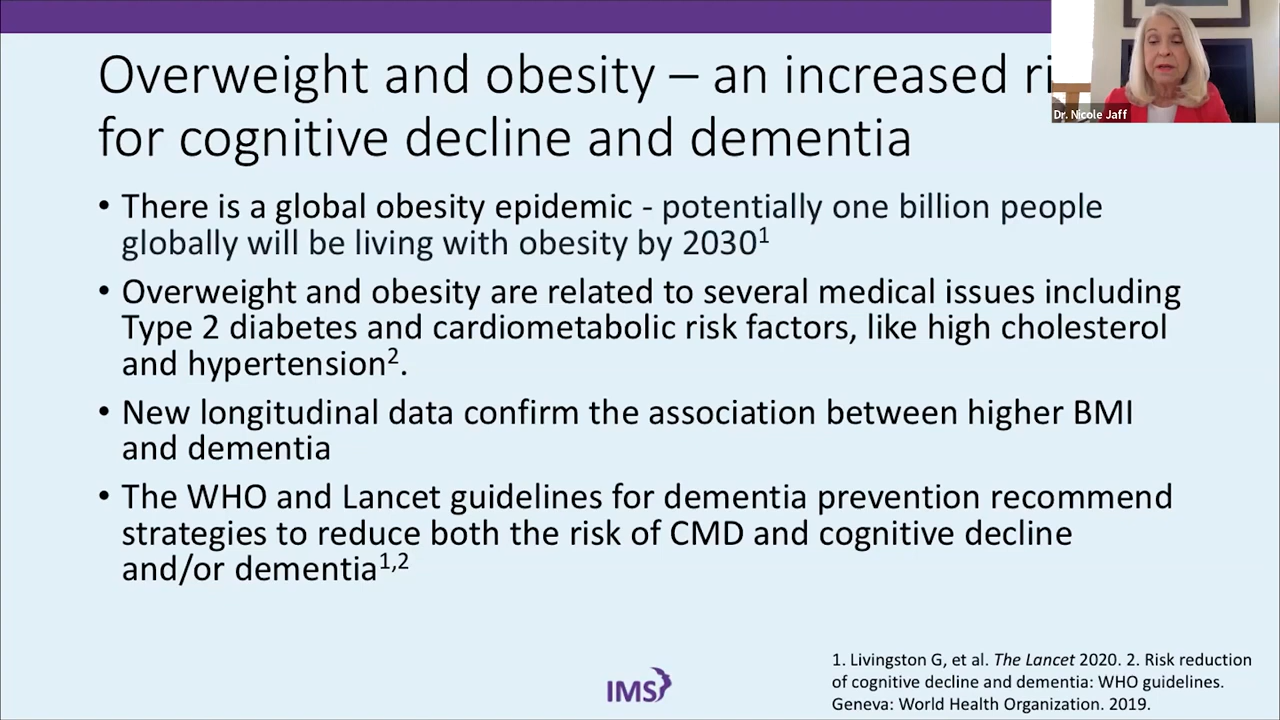 Overweight and obesity – an increased
for cognitive decline and dementia
Dr. Nicole Jaff
• There is a global obesity epidemic - potentially one billion people
globally will be living with obesity by 2030¹
• Overweight and obesity are related to several medical issues including
Type 2 diabetes and cardiometabolic risk factors, like high cholesterol
and hypertension².
• New longitudinal data confirm the association between higher BMI
and dementia
• The WHO and Lancet guidelines for dementia prevention recommend
strategies to reduce both the risk of CMD and cognitive decline
and/or dementia¹,²
IMS
1. Livingston G, et al. The Lancet 2020. 2. Risk reduction
of cognitive decline and dementia: WHO guidelines.
Geneva: World Health Organization. 2019.